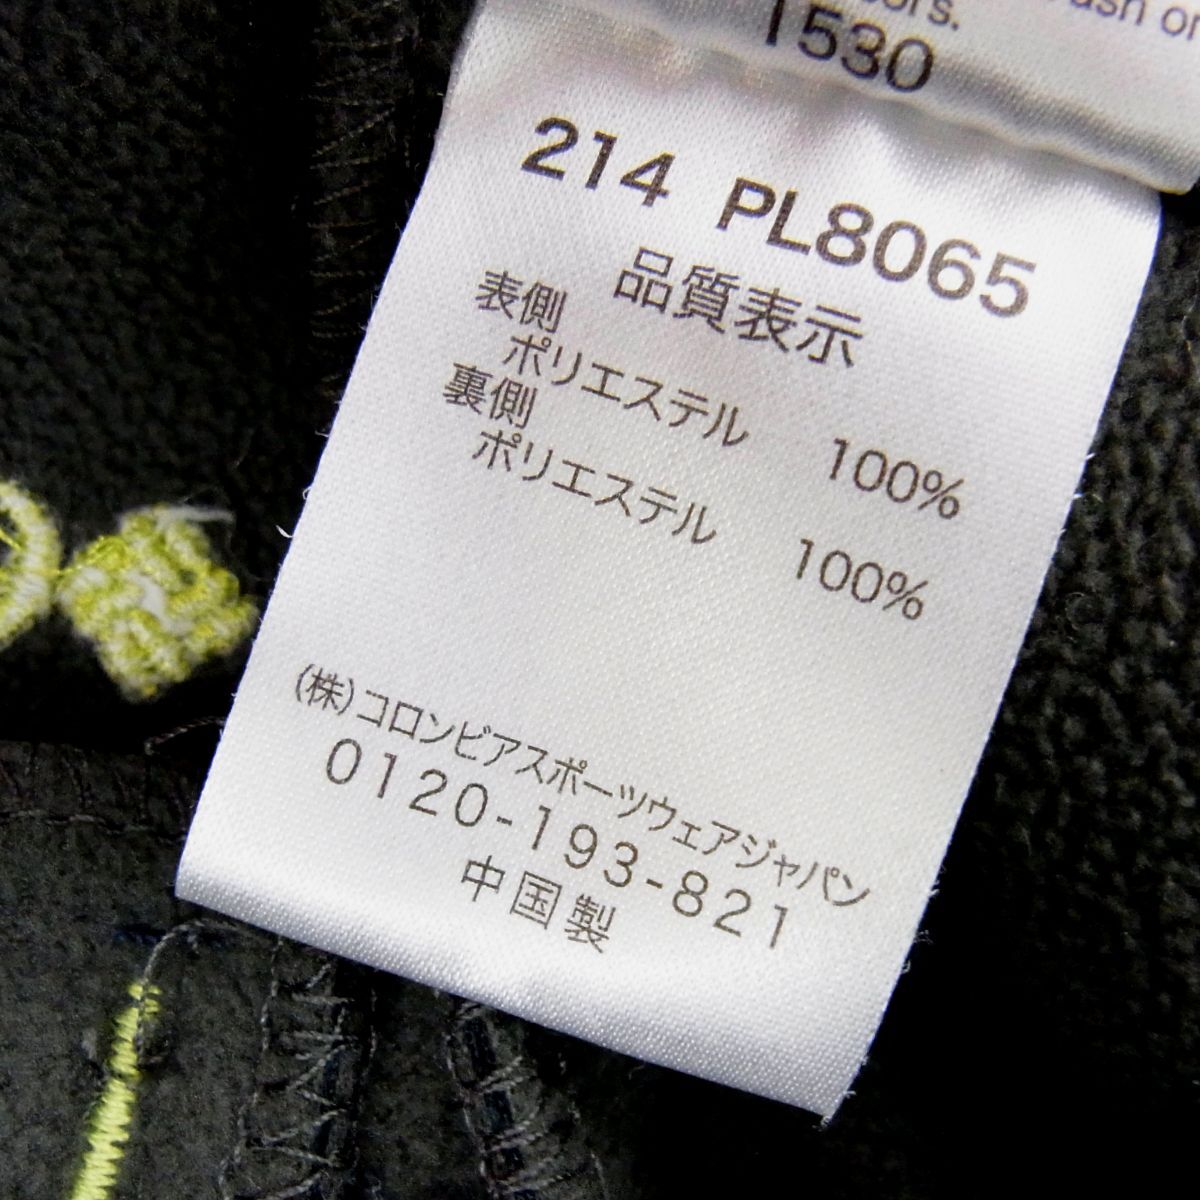 1530
214 PL8065
品質表示
表側
ポリエステル 100%
裏側
ポリエステル 100%
(株)コロンビアスポーツウェアジャパン
0120-193-821
中国製